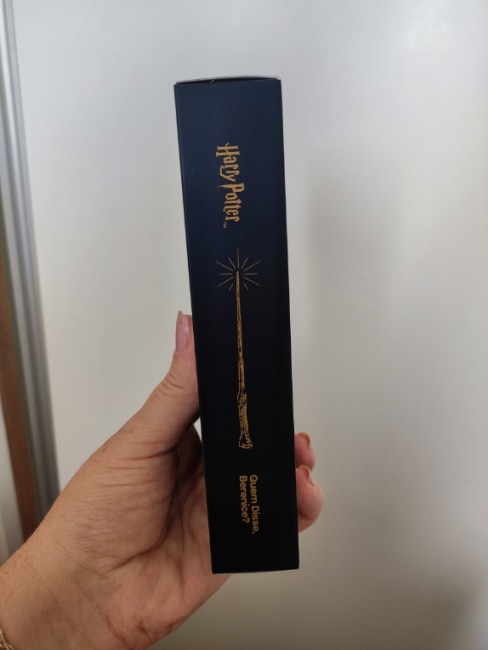 Harry Potter
Quem Disse,
Berenice?